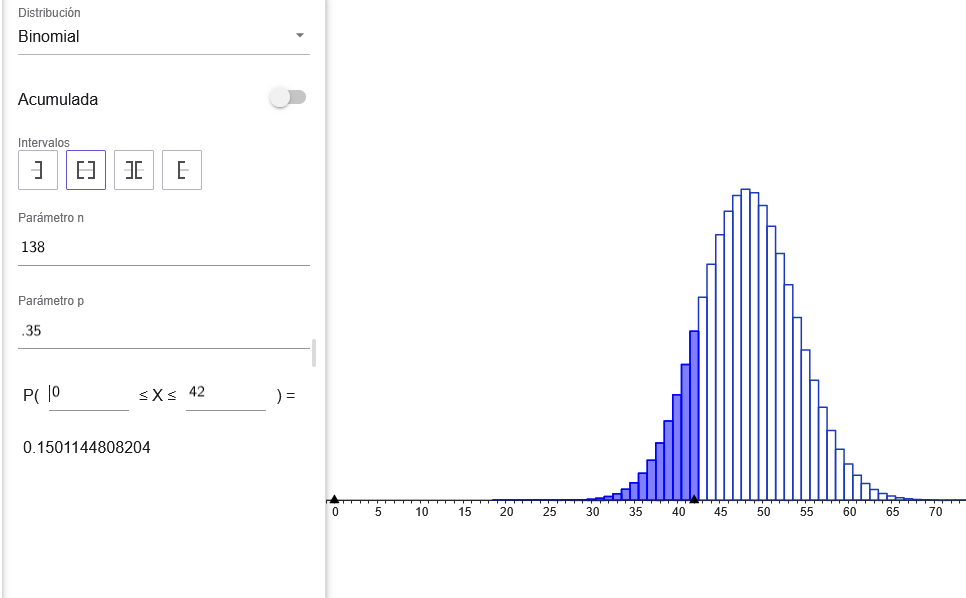 Distribución
Binomial
Acumulada
Intervalos
Parámetro n
138
Parámetro p
.35
P( 0 ≤ X ≤ 42 ) =
0.1501144808204
0 5 10 15 20 25 30 35 40 45 50 55 60 65 70